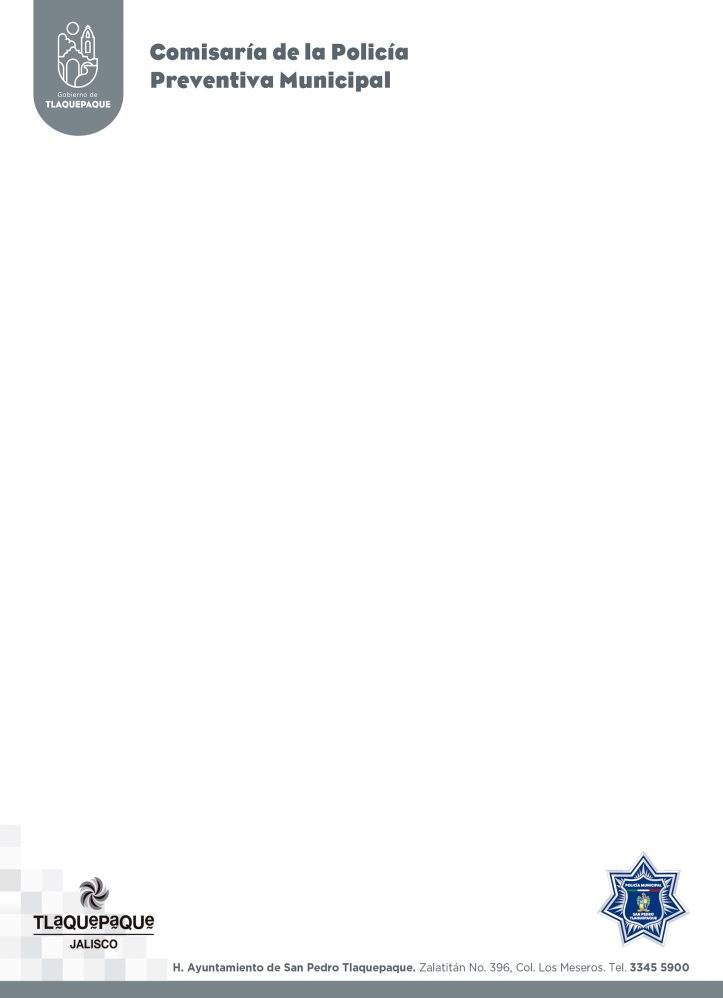 Gobierno de
TLAQUEPAQUE
Comisaría de la Policía
Preventiva Municipal
TLaQUePaQUe
JALISCO
POLICÍA MUNICIPAL
SAN PEDRO
TLAQUEPAQUE
H. Ayuntamiento de San Pedro Tlaquepaque. Zalatitán No. 396, Col. Los Meseros. Tel. 3345 5900